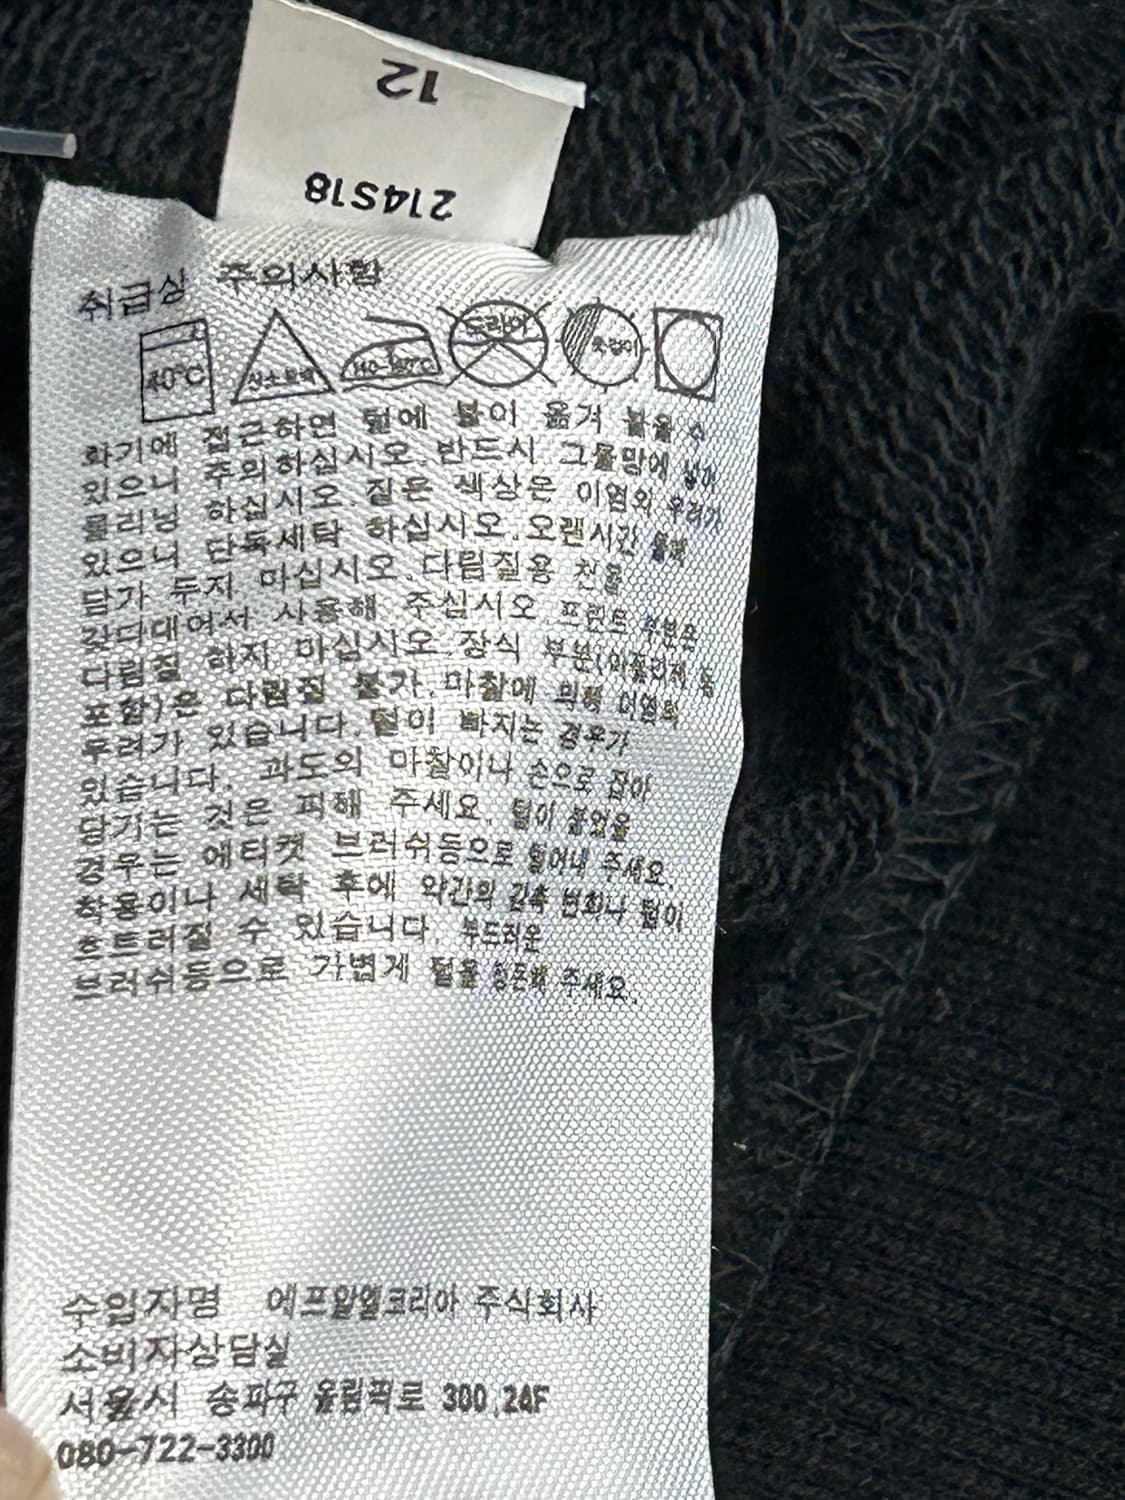 12
214S18
취급상 주의사항
40℃ 산소표백 드라이 뉘어서
화기에 접근하면 털에 불이 옮겨 붙을 수
있으니 주의하십시오.반드시 그물망에 넣어
물리닝 하십시오.짙은 색상은 이염의 우려가
있으니 단독세탁 하십시오.오랜시간 물에
담가 두지 마십시오.다림질용 천을
갖다대어서 사용해 주십시오 프린트 부분은
다림질 하지 마십시오.장식 부분(아플리케 등
포함)은 다림질 불가.마찰에 의해 이염의
우려가 있습니다.털이 빠지는 경우가
있습니다. 과도의 마찰이나 손으로 잡아
당기는 것은 피해 주세요. 털이 붙었을
경우는 에티켓 브러쉬등으로 털어내 주세요.
착용이나 세탁 후에 약간의 길촉 변화나 털이
흐트러질 수 있습니다. 부드러운
브러쉬등으로 가볍게 털을 정돈해 주세요.
수입자명 에프알엘코리아 주식회사
소비자상담실
서울시 송파구 올림픽로 300,24F
080-722-3300